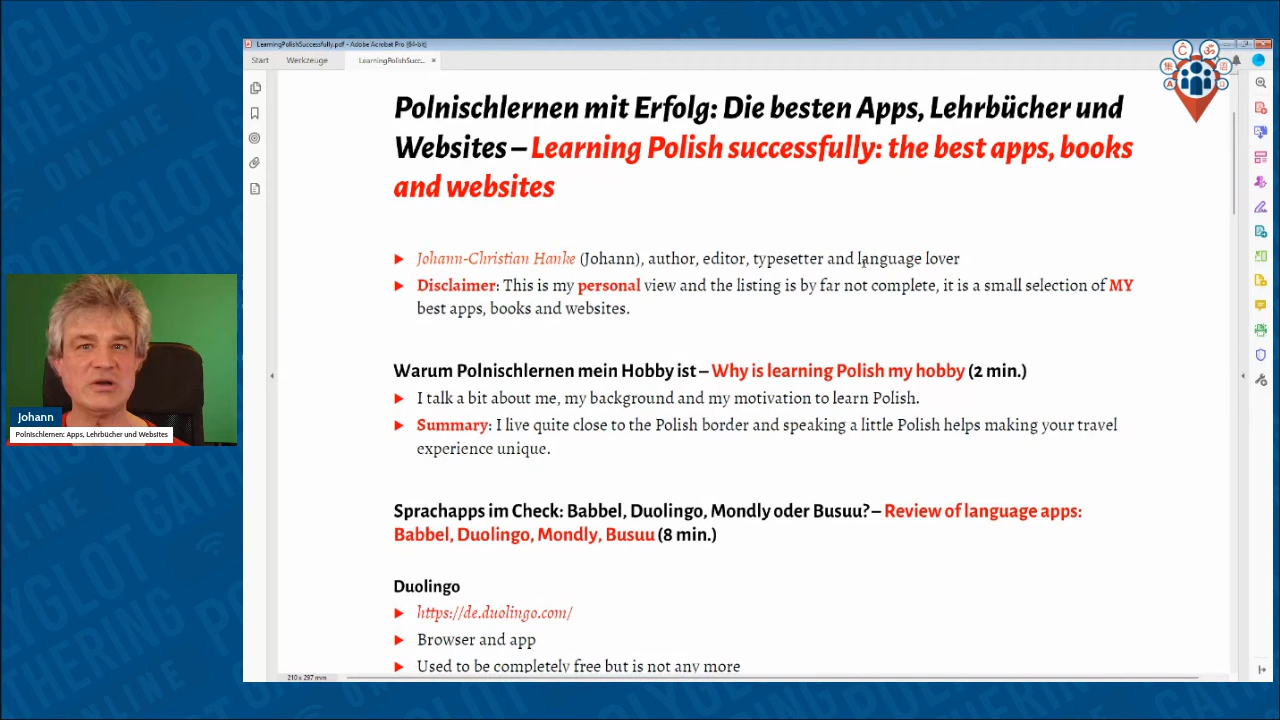 LearningPolishSuccessfully.pdf - Adobe Acrobat Pro (64-bit)
Start Werkzeuge LearningPolishSucc... ×
Polnischlernen mit Erfolg: Die besten Apps, Lehrbücher und
Websites – Learning Polish successfully: the best apps, books
and websites
Johann-Christian Hanke (Johann), author, editor, typesetter and language lover
Disclaimer: This is my personal view and the listing is by far not complete, it is a small selection of MY
best apps, books and websites.
Warum Polnischlernen mein Hobby ist – Why is learning Polish my hobby (2 min.)
I talk a bit about me, my background and my motivation to learn Polish.
Summary: I live quite close to the Polish border and speaking a little Polish helps making your travel
experience unique.
Sprachapps im Check: Babbel, Duolingo, Mondly oder Busuu? – Review of language apps:
Babbel, Duolingo, Mondly, Busuu (8 min.)
Duolingo
https://de.duolingo.com/
Browser and app
Used to be completely free but is not any more
210 x 297 mm
Johann
Polnischlernen: Apps, Lehrbücher und Websites
POLYGLOT
GATHERING
ONLINE